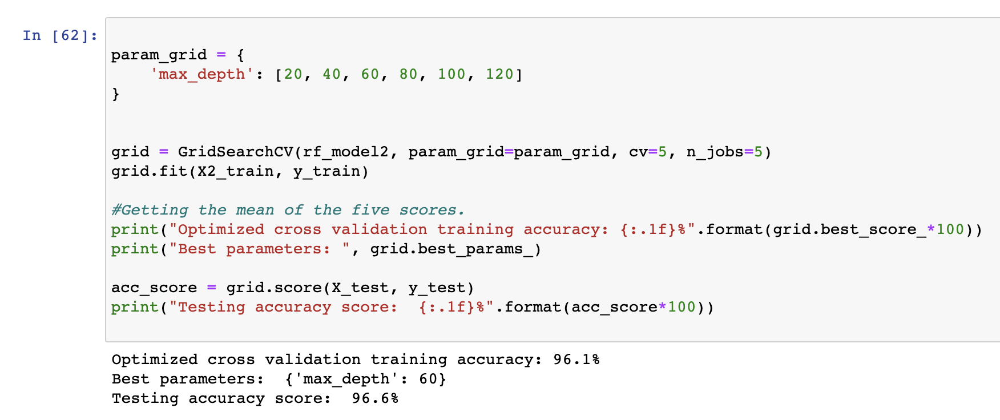 In [62]:
param_grid = {
    'max_depth': [20, 40, 60, 80, 100, 120]
}
grid = GridSearchCV(rf_model2, param_grid=param_grid, cv=5, n_jobs=5)
grid.fit(X2_train, y_train)
#Getting the mean of the five scores.
print("Optimized cross validation training accuracy: {:.1f}%".format(grid.best_score_*100))
print("Best parameters: ", grid.best_params_)
acc_score = grid.score(X_test, y_test)
print("Testing accuracy score:  {:.1f}%".format(acc_score*100))
Optimized cross validation training accuracy: 96.1%
Best parameters:  {'max_depth': 60}
Testing accuracy score:  96.6%